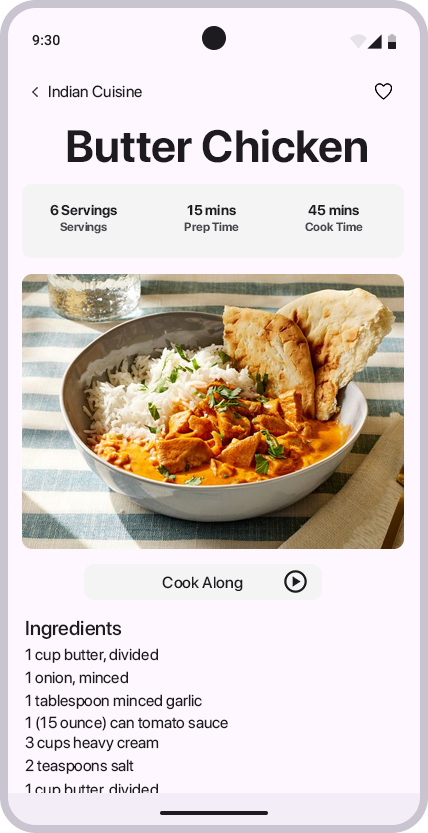 9:30
Indian Cuisine
Butter Chicken
6 Servings
Servings
15 mins
Prep Time
45 mins
Cook Time
Cook Along
Ingredients
1 cup butter, divided
1 onion, minced
1 tablespoon minced garlic
1 (15 ounce) can tomato sauce
3 cups heavy cream
2 teaspoons salt
1 cup butter, divided